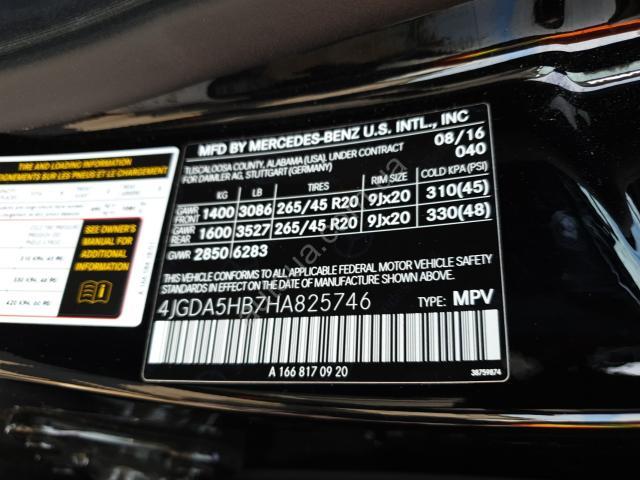 MFD BY MERCEDES-BENZ U.S. INTL., INC
TUSCALOOSA COUNTY, ALABAMA (USA), UNDER CONTRACT 08/16
FOR DAIMLER AG, STUTTGART (GERMANY) 040
KG LB TIRES RIM SIZE COLD KPA (PSI)
GAWR FRONT 1400 3086 265/45 R20 9Jx20 310(45)
GAWR REAR 1600 3527 265/45 R20 9Jx20 330(48)
GVWR 2850 6283
THIS VEHICLE CONFORMS TO ALL APPLICABLE FEDERAL MOTOR VEHICLE SAFETY
STANDARDS IN EFFECT ON THE DATE OF MANUFACTURE SHOWN ABOVE.
4JGDA5HB7HA825746 TYPE: MPV
A 166 817 09 20
38759874
TIRE AND LOADING INFORMATION
SEE OWNER'S
MANUAL FOR
ADDITIONAL
INFORMATION